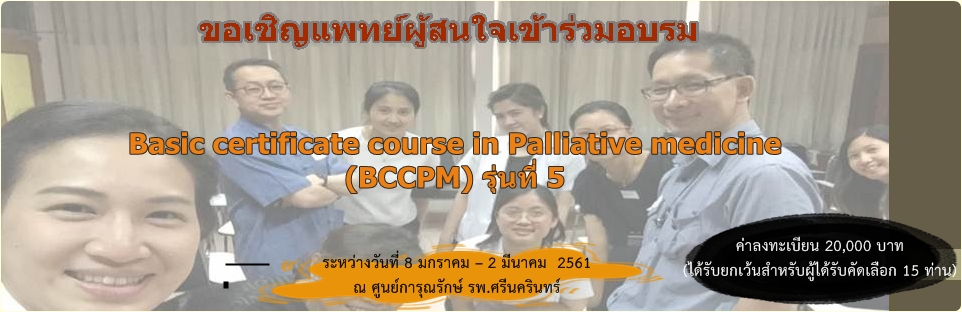 ขอเชิญแพทย์ผู้สนใจเข้าร่วมอบรม
Basic certificate course in Palliative medicine
(BCCPM) รุ่นที่ 5
ระหว่างวันที่ 8 มกราคม – 2 มีนาคม 2561
ณ ศูนย์การุณรักษ์ รพ.ศรีนครินทร์
ค่าลงทะเบียน 20,000 บาท
(ได้รับยกเว้นสำหรับผู้ได้รับคัดเลือก 15 ท่าน)